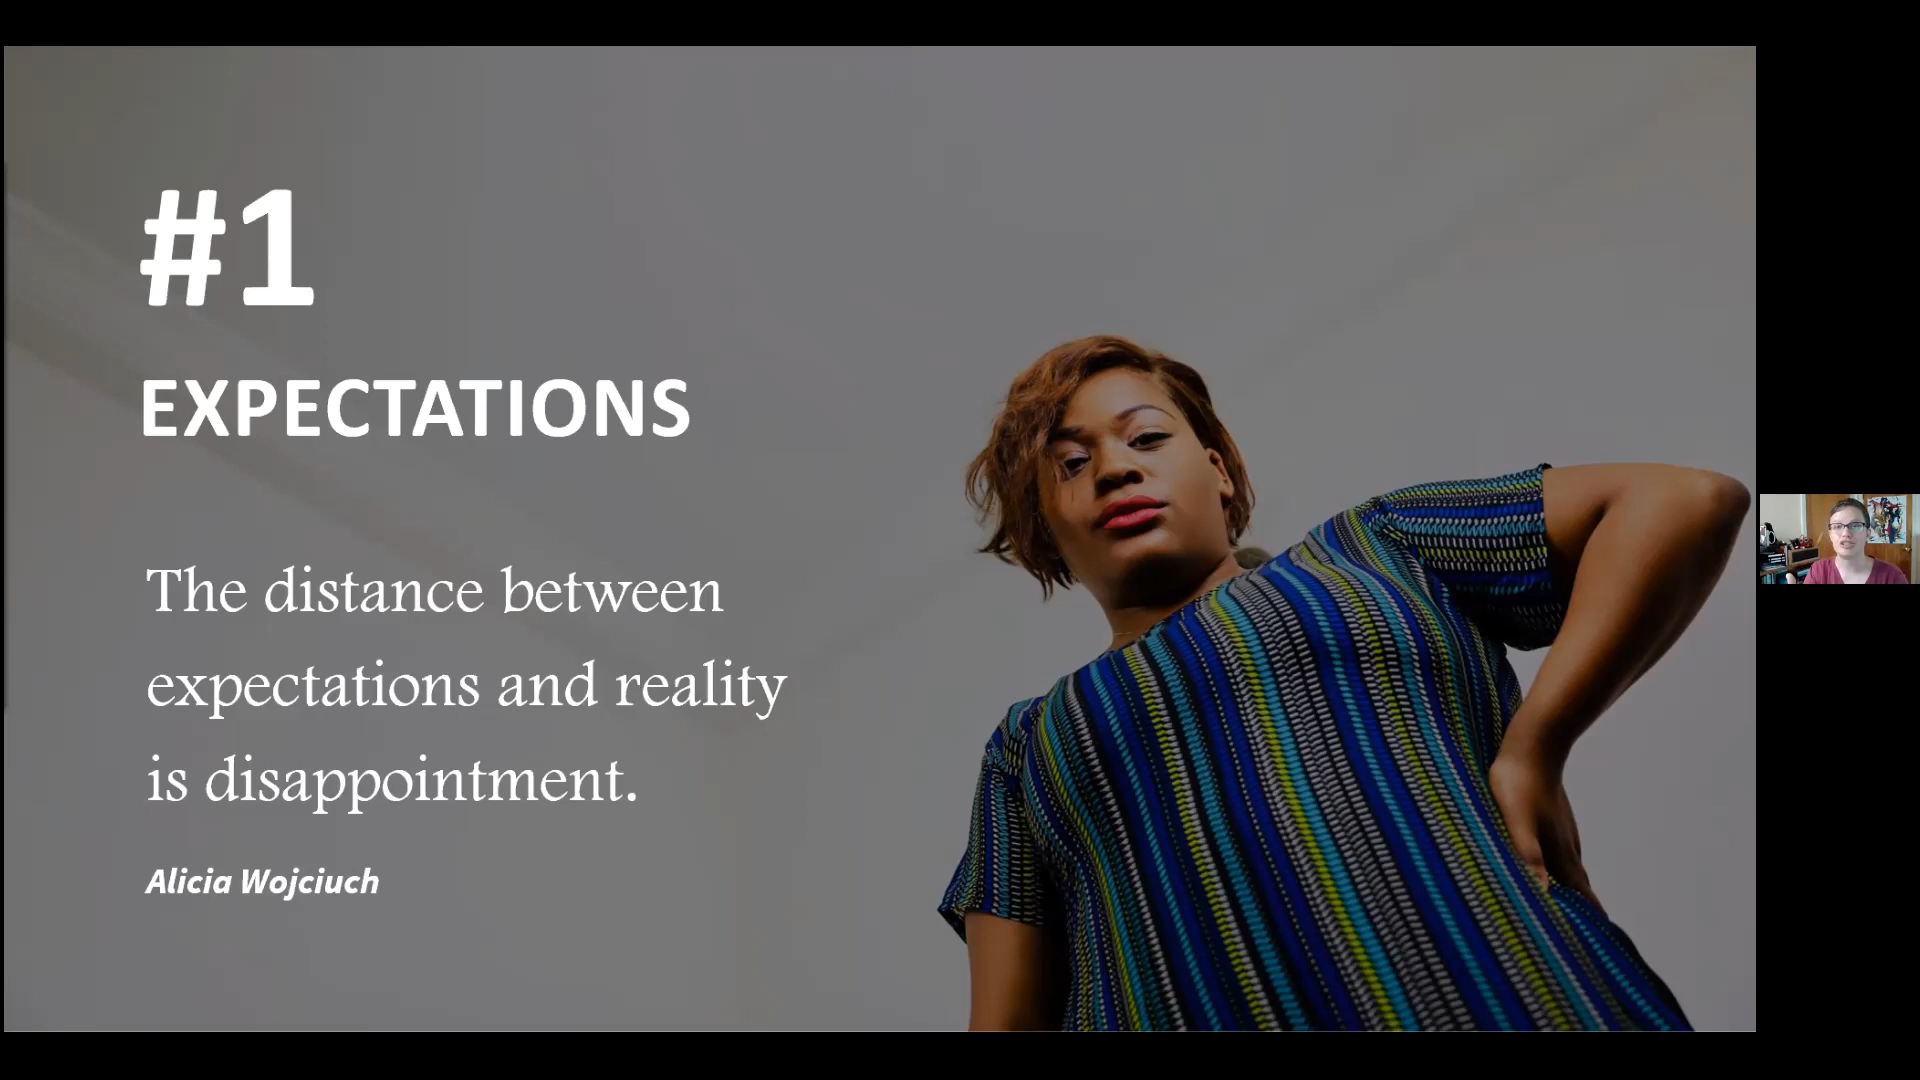 #1
EXPECTATIONS
The distance between
expectations and reality
is disappointment.
Alicia Wojciuch